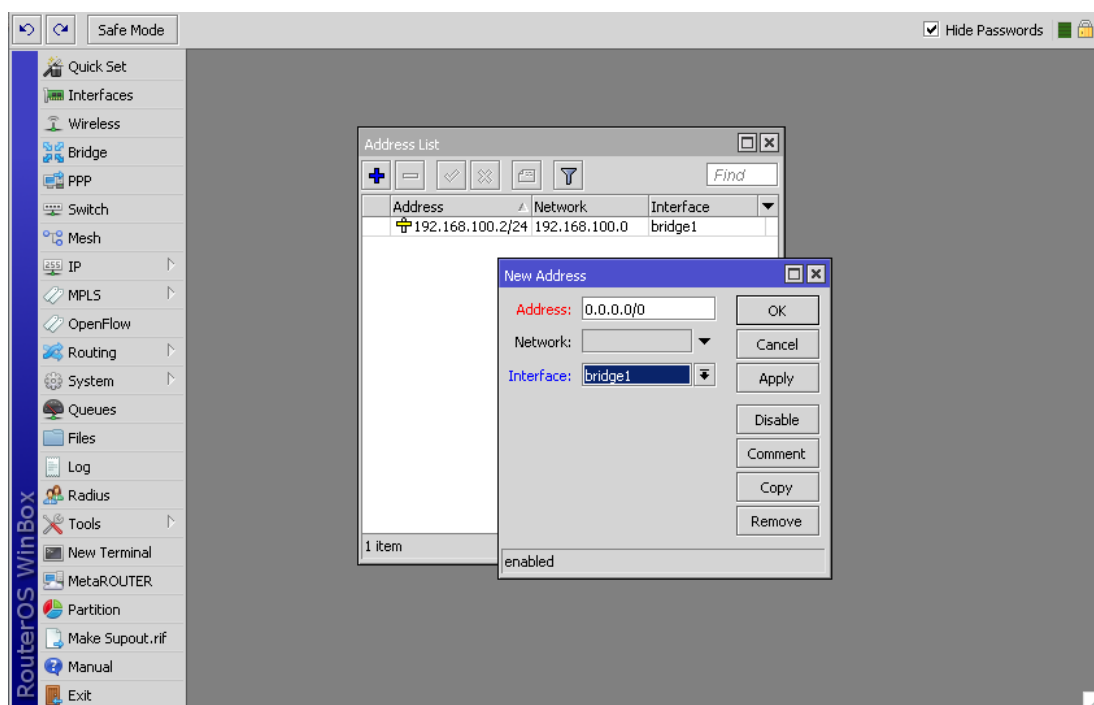 Safe Mode
Hide Passwords
Quick Set
Interfaces
Wireless
Bridge
PPP
Switch
Mesh
255 IP
MPLS
OpenFlow
Routing
System
Queues
Files
Log
Radius
Tools
New Terminal
MetaROUTER
Partition
Make Supout.rif
Manual
Exit
RouterOS WinBox
Address List
Find
Address Network Interface
192.168.100.2/24 192.168.100.0 bridge1
1 item
New Address
Address: 0.0.0.0/0
Network:
Interface: bridge1
OK
Cancel
Apply
Disable
Comment
Copy
Remove
enabled